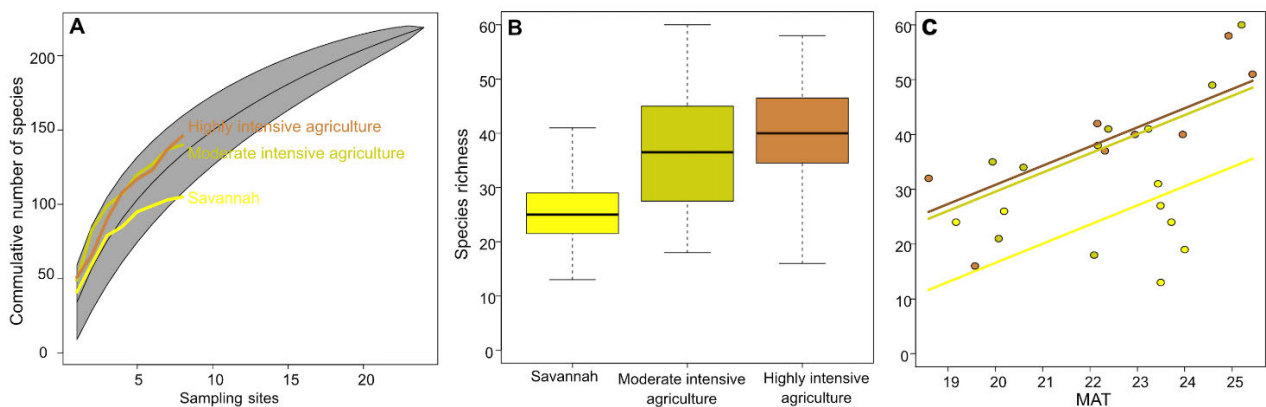 A
Commulative number of species
200
150
100
50
0
Highly intensive agriculture
Moderate intensive agriculture
Savannah
5
10
15
20
Sampling sites
B
Species richness
60
50
40
30
20
10
0
Savannah
Moderate intensive
agriculture
Highly intensive
agriculture
C
60
50
40
30
20
10
0
19
20
21
22
23
24
25
MAT